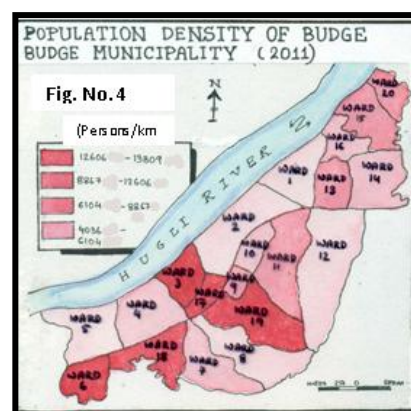 POPULATION DENSITY OF BUDGE
BUDGE MUNICIPALITY (2011)
Fig. No.4
N
(Persons/km
12606 -13809
8867 -12606
6104 -8867
4036 -
6104
HUGLI RIVER
WARD
20
WARD
15
WARD
16
WARD
1
WARD
13
WARD
14
WARD
2
WARD
10
WARD
11
WARD
12
WARD
3
WARD
17
WARD
9
WARD
19
WARD
4
WARD
5
WARD
18
WARD
8
WARD
7
WARD
6